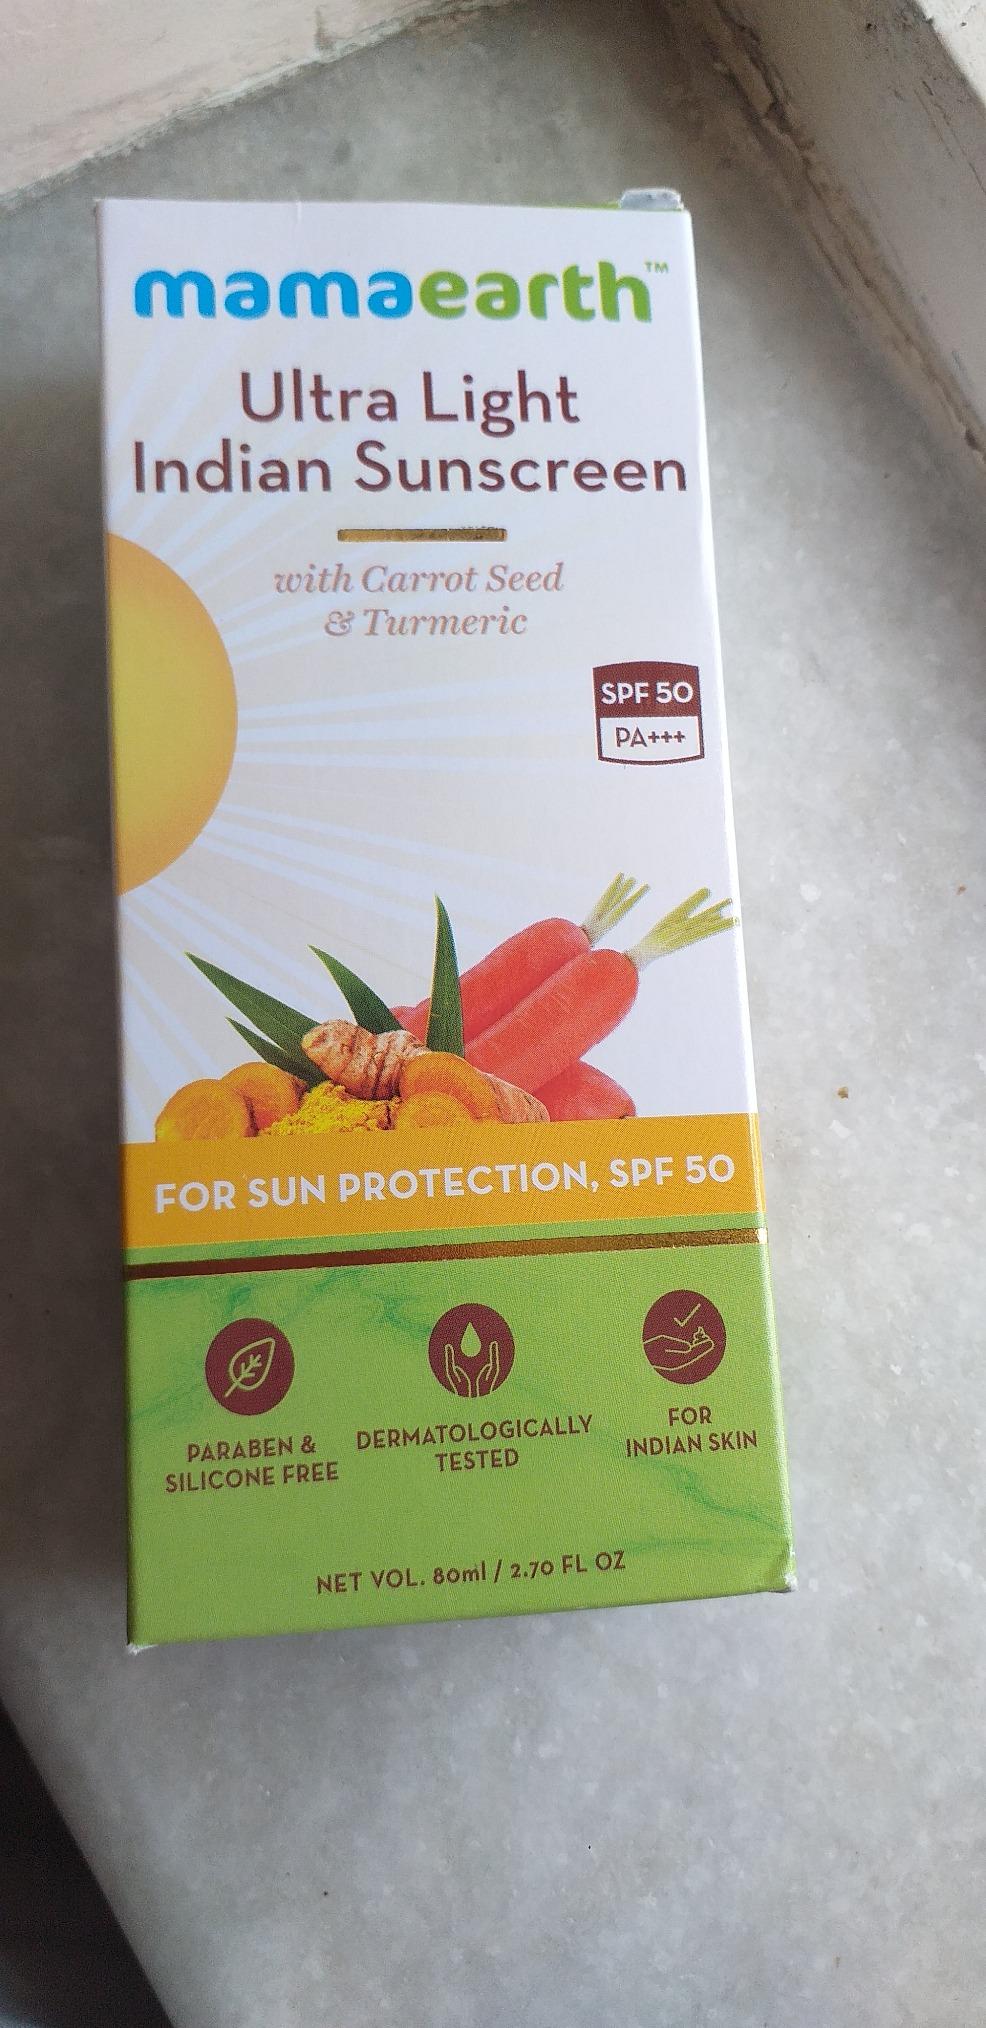 mamaearth™
Ultra Light
Indian Sunscreen
with Carrot Seed
& Turmeric
SPF 50
PA+++
FOR SUN PROTECTION, SPF 50
PARABEN &
SILICONE FREE
DERMATOLOGICALLY
TESTED
FOR
INDIAN SKIN
NET VOL. 80ml / 2.70 FL OZ